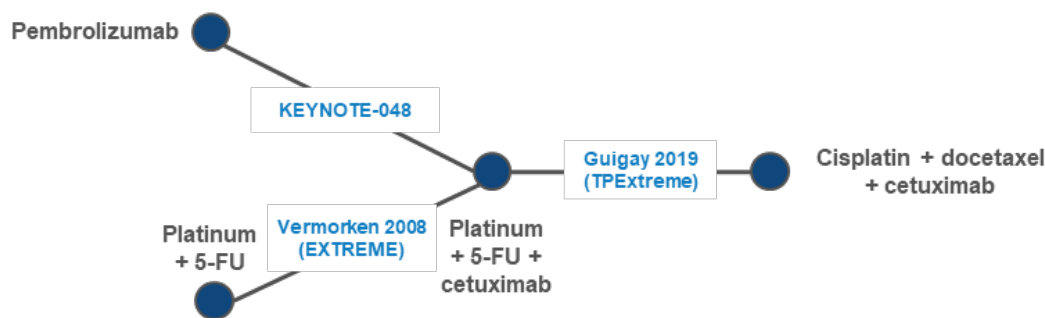 Pembrolizumab
KEYNOTE-048
Guigay 2019
(TPExtreme)
Cisplatin + docetaxel
+ cetuximab
Platinum
+ 5-FU
Vermorken 2008
(EXTREME)
Platinum
+ 5-FU +
cetuximab